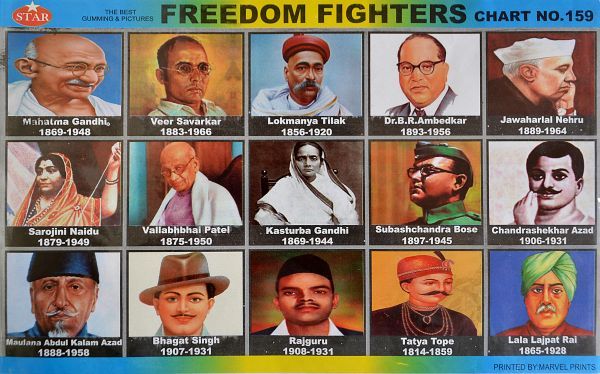 STAR
THE BEST
GUMMING & PICTURES
FREEDOM FIGHTERS CHART NO.159
Mahatma Gandhi
1869-1948
Veer Savarkar
1883-1966
Lokmanya Tilak
1856-1920
Dr.B.R.Ambedkar
1893-1956
Jawaharlal Nehru
1889-1964
Sarojini Naidu
1879-1949
Vallabhbhai Patel
1875-1950
Kasturba Gandhi
1869-1944
Subashchandra Bose
1897-1945
Chandrashekhar Azad
1906-1931
Maulana Abdul Kalam Azad
1888-1958
Bhagat Singh
1907-1931
Rajguru
1908-1931
Tatya Tope
1814-1859
Lala Lajpat Rai
1865-1928
PRINTED BY:MARVEL PRINTS